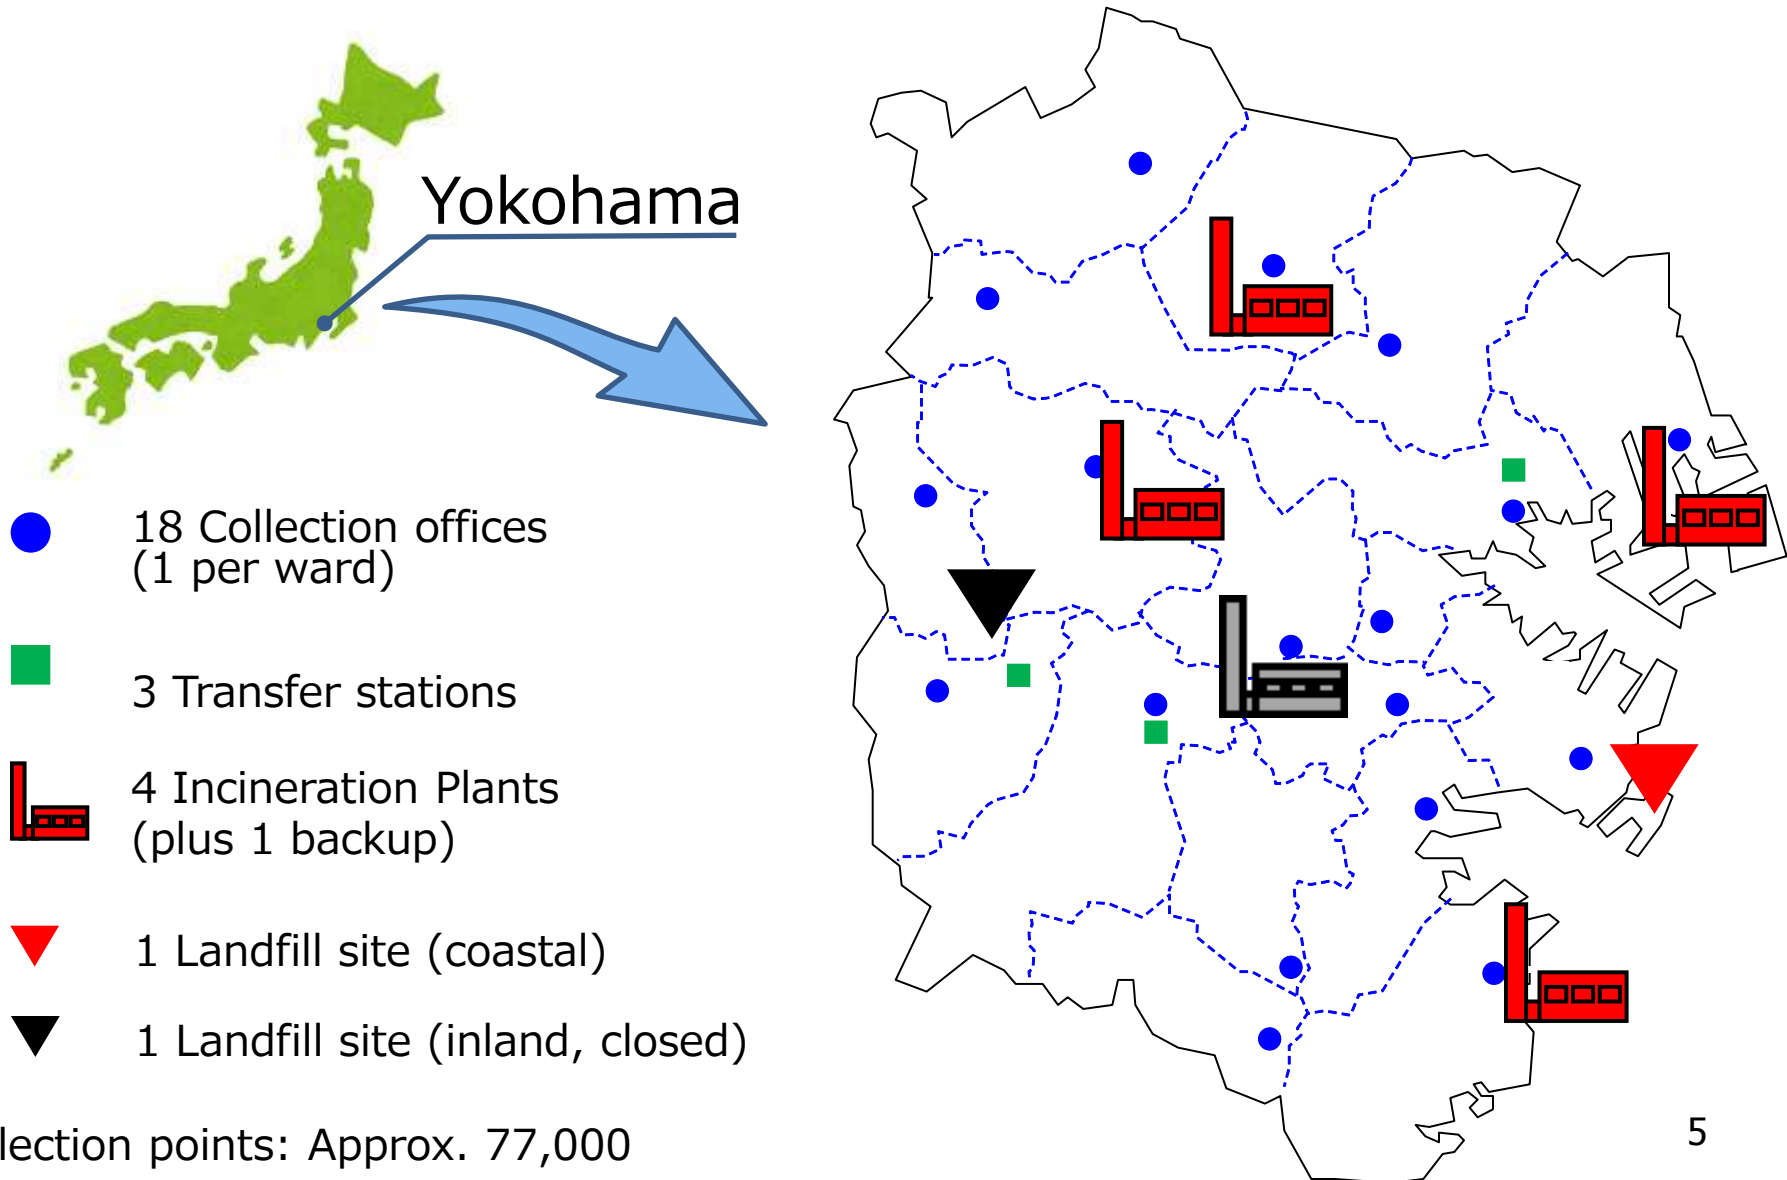 Yokohama
18 Collection offices
(1 per ward)
3 Transfer stations
4 Incineration Plants
(plus 1 backup)
1 Landfill site (coastal)
1 Landfill site (inland, closed)
lection points: Approx. 77,000
5